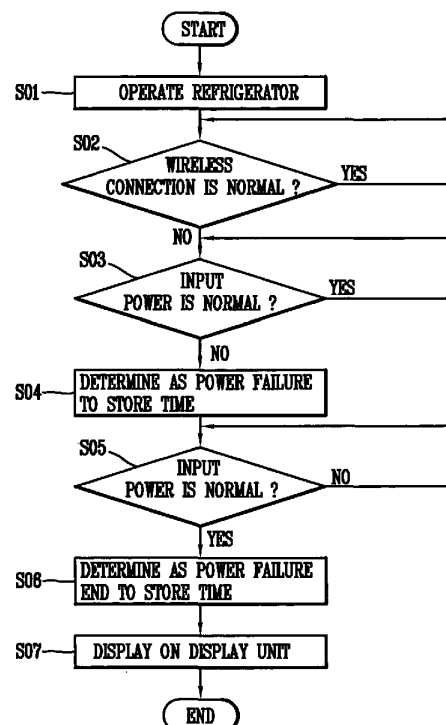 START
S01
OPERATE REFRIGERATOR
S02
WIRELESS
CONNECTION IS NORMAL ?
YES
NO
S03
INPUT
POWER IS NORMAL ?
YES
NO
S04
DETERMINE AS POWER FAILURE
TO STORE TIME
S05
INPUT
POWER IS NORMAL ?
NO
YES
S06
DETERMINE AS POWER FAILURE
END TO STORE TIME
S07
DISPLAY ON DISPLAY UNIT
END